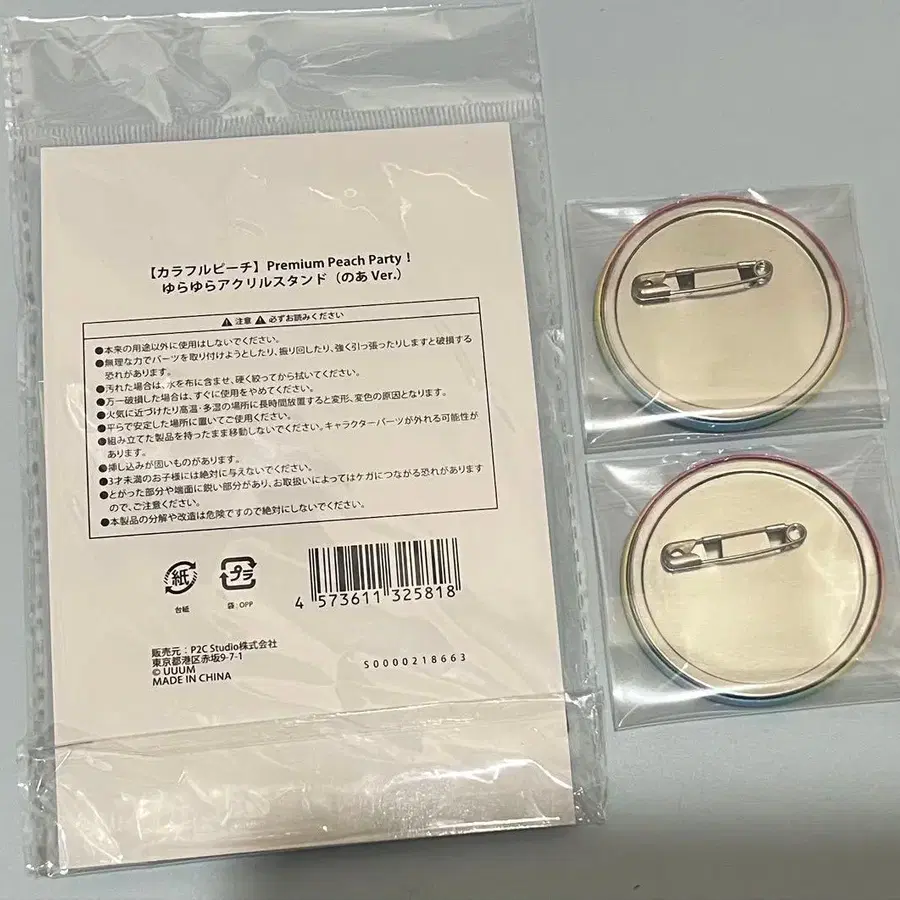 【カラフルピーチ】Premium Peach Party！
ゆらゆらアクリルスタンド（のあ Ver.）
⚠ 注意 ⚠ 必ずお読みください
●本来の用途以外に使用はしないでください。
●無理な力でパーツを取り付けようとしたり、振り回したり、強く引っ張ったりしますと破損する
恐れがあります。
●汚れた場合は、水を布に含ませ、硬く絞ってから拭いてください。
●万一破損した場合は、すぐに使用をやめてください。
●火気に近づけたり高温・多湿の場所に長時間放置すると変形、変色の原因となります。
●平らで安定した場所に置いてご使用ください。
●組み立てた製品を持ったまま移動しないでください。キャラクターパーツが外れる可能性が
あります。
●挿し込みが固いものがあります。
●3才未満のお子様には絶対に与えないでください。
●とがった部分や端面に鋭い部分があり、お取扱いによってはケガにつながる恐れがあります
ので、ご注意ください。
●本製品の分解や改造は危険ですので絶対にしないでください。
紙
台紙
プラ
袋：OPP
4 573611 325818
販売元：P2C Studio株式会社
東京都港区赤坂9-7-1
© UUUM
MADE IN CHINA
S0000218663